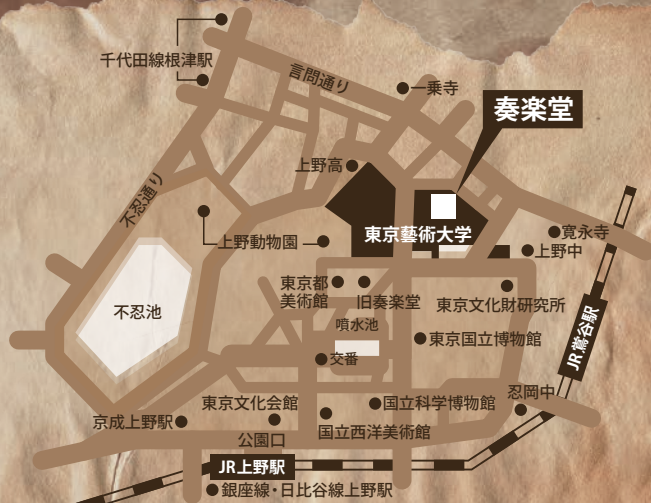 千代田線根津駅
言問通り
一乗寺
奏楽堂
上野高
不忍通り
上野動物園
東京藝術大学
寛永寺
上野中
東京都
美術館
旧奏楽堂
東京文化財研究所
不忍池
噴水池
東京国立博物館
JR鶯谷駅
交番
忍岡中
東京文化会館
国立科学博物館
京成上野駅
公園口
国立西洋美術館
JR上野駅
銀座線・日比谷線上野駅